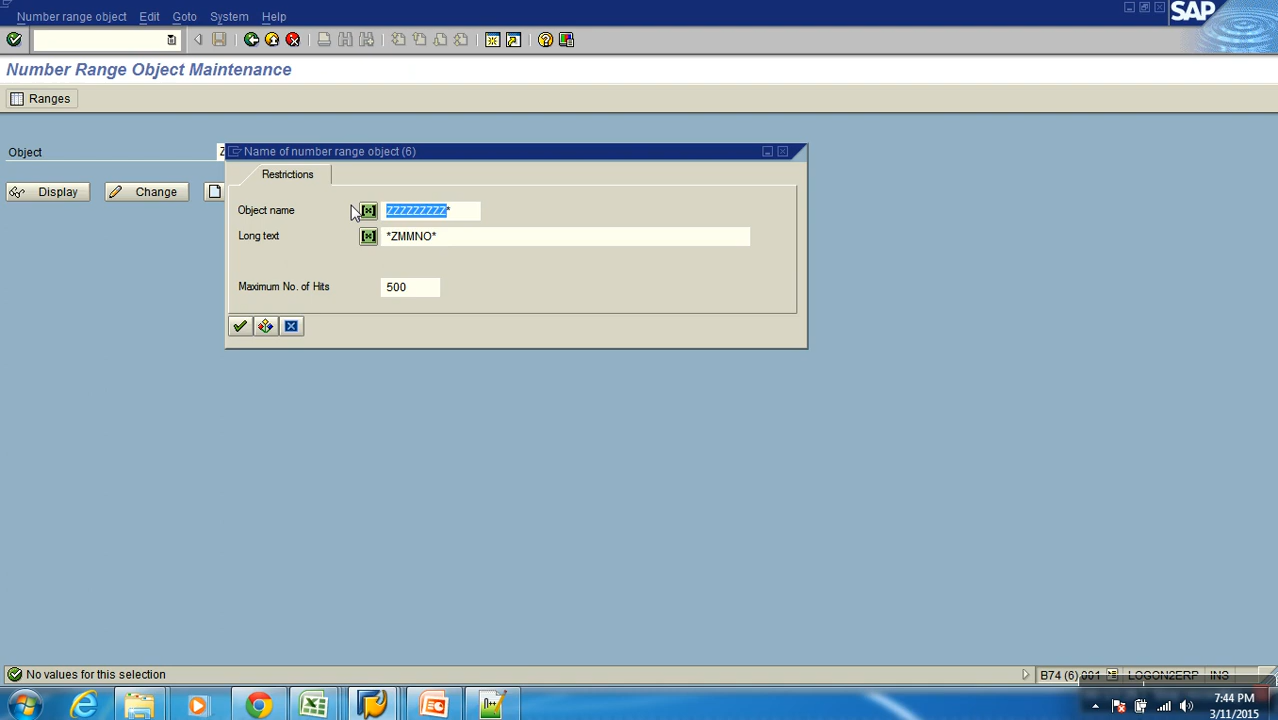 Number range object Edit Goto System Help
SAP
Number Range Object Maintenance
Ranges
Object Z
Name of number range object (6)
Restrictions
Display Change
Object name ZZZZZZZZZ*
Long text *ZMMNO*
Maximum No. of Hits 500
No values for this selection
B74 (6) 001 LOGON2ERP INS
7:44 PM
3/11/2015